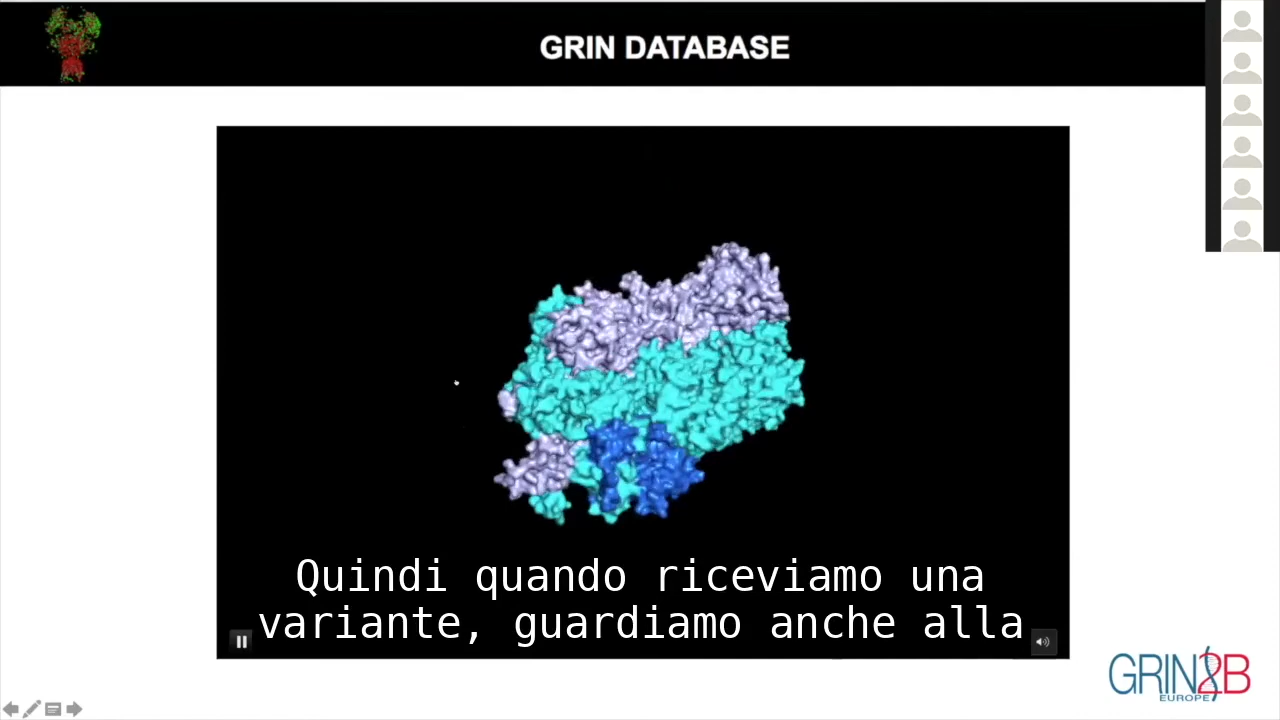 GRIN DATABASE
Quindi quando riceviamo una
variante, guardiamo anche alla
GRIN2B
EUROPE